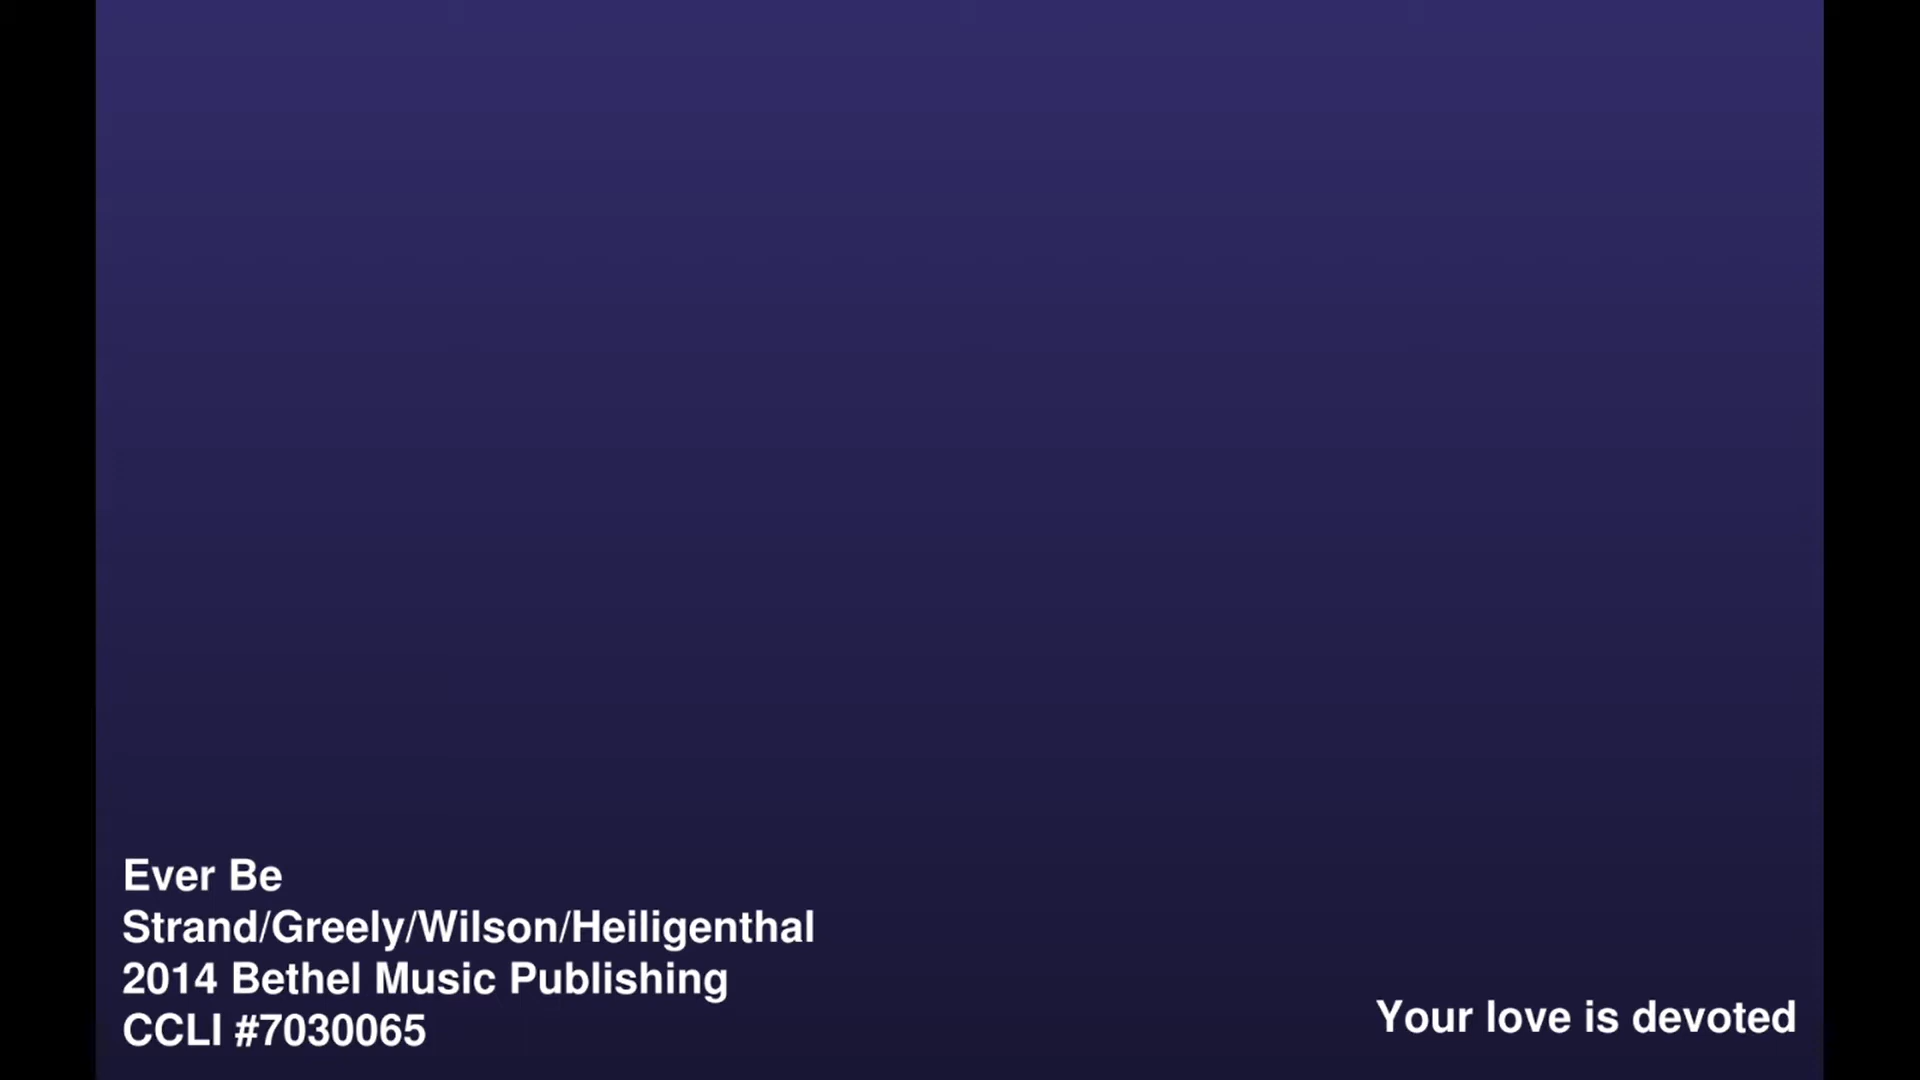 Ever Be
Strand/Greely/Wilson/Heiligenthal
2014 Bethel Music Publishing
CCLI #7030065
Your love is devoted